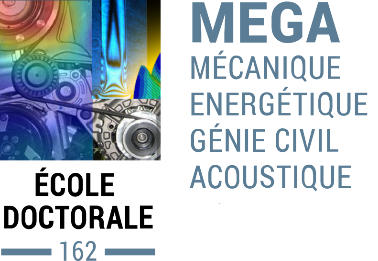 MEGA
MÉCANIQUE
ENERGÉTIQUE
GÉNIE CIVIL
ACOUSTIQUE
ÉCOLE
DOCTORALE
162